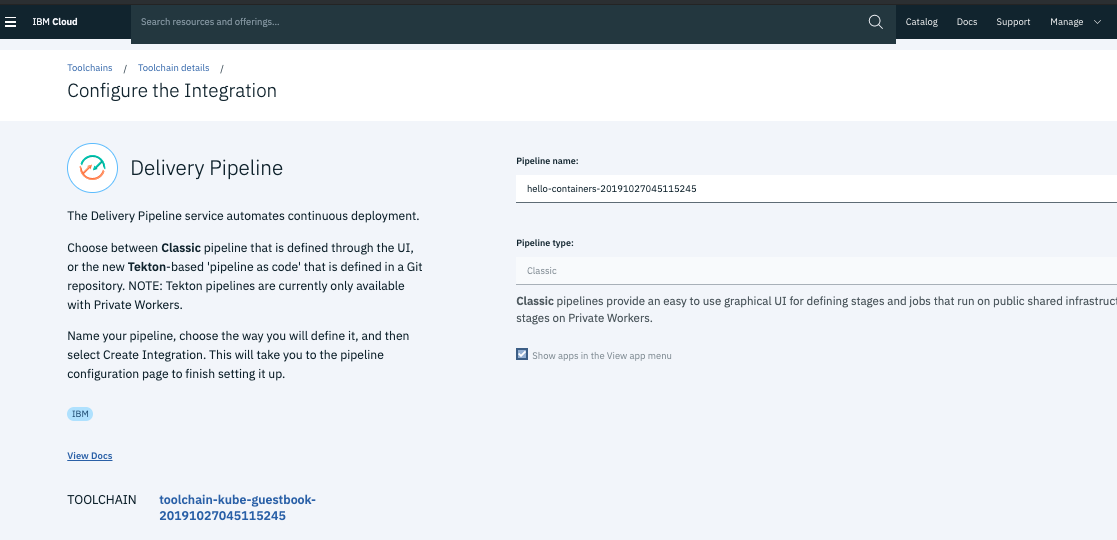 IBM Cloud
Search resources and offerings...
Catalog
Docs
Support
Manage
Toolchains / Toolchain details /
Configure the Integration
Delivery Pipeline
The Delivery Pipeline service automates continuous deployment.
Choose between Classic pipeline that is defined through the UI,
or the new Tekton-based 'pipeline as code' that is defined in a Git
repository. NOTE: Tekton pipelines are currently only available
with Private Workers.
Name your pipeline, choose the way you will define it, and then
select Create Integration. This will take you to the pipeline
configuration page to finish setting it up.
IBM
View Docs
TOOLCHAIN
toolchain-kube-guestbook-
20191027045115245
Pipeline name:
hello-containers-20191027045115245
Pipeline type:
Classic
Classic pipelines provide an easy to use graphical UI for defining stages and jobs that run on public shared infrastruct
stages on Private Workers.
Show apps in the View app menu